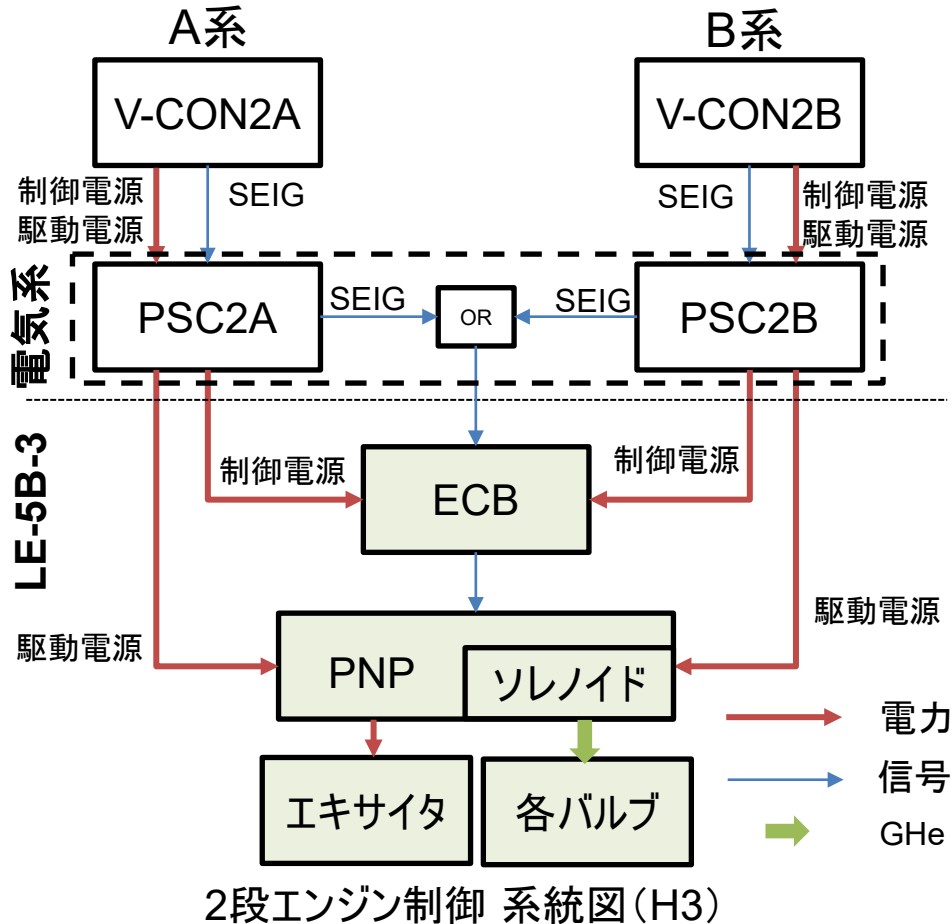 A系
B系
V-CON2A
V-CON2B
制御電源
駆動電源
SEIG
SEIG
制御電源
駆動電源
電気系
PSC2A
SEIG
OR
SEIG
PSC2B
LE-5B-3
制御電源
ECB
制御電源
駆動電源
PNP
ソレノイド
駆動電源
エキサイタ
各バルブ
電力
信号
GHe
2段エンジン制御 系統図(H3)